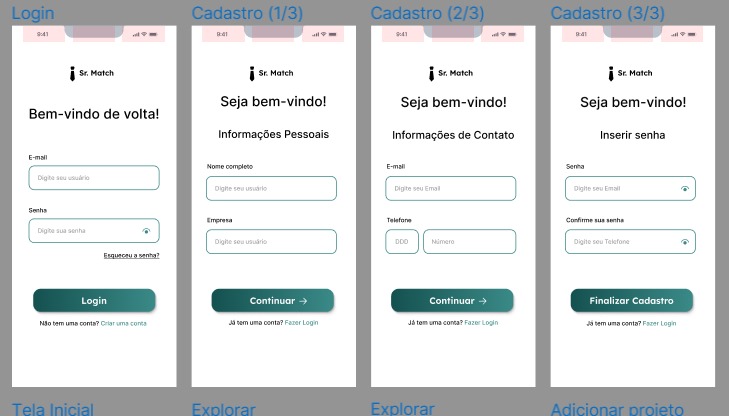 Login
9:41
Sr. Match
Bem-vindo de volta!
E-mail
Digite seu usuário
Senha
Digite sua senha
Esqueceu a senha?
Login
Não tem uma conta? Criar uma conta
Cadastro (1/3)
9:41
Sr. Match
Seja bem-vindo!
Informações Pessoais
Nome completo
Digite seu usuário
Empresa
Digite seu usuário
Continuar →
Já tem uma conta? Fazer Login
Cadastro (2/3)
9:41
Sr. Match
Seja bem-vindo!
Informações de Contato
E-mail
Digite seu Email
Telefone
DDD
Número
Continuar →
Já tem uma conta? Fazer Login
Cadastro (3/3)
9:41
Sr. Match
Seja bem-vindo!
Inserir senha
Senha
Digite seu Email
Confirme sua senha
Digite seu Telefone
Finalizar Cadastro
Já tem uma conta? Fazer Login
Tela Inicial
Explorar
Explorar
Adicionar projeto